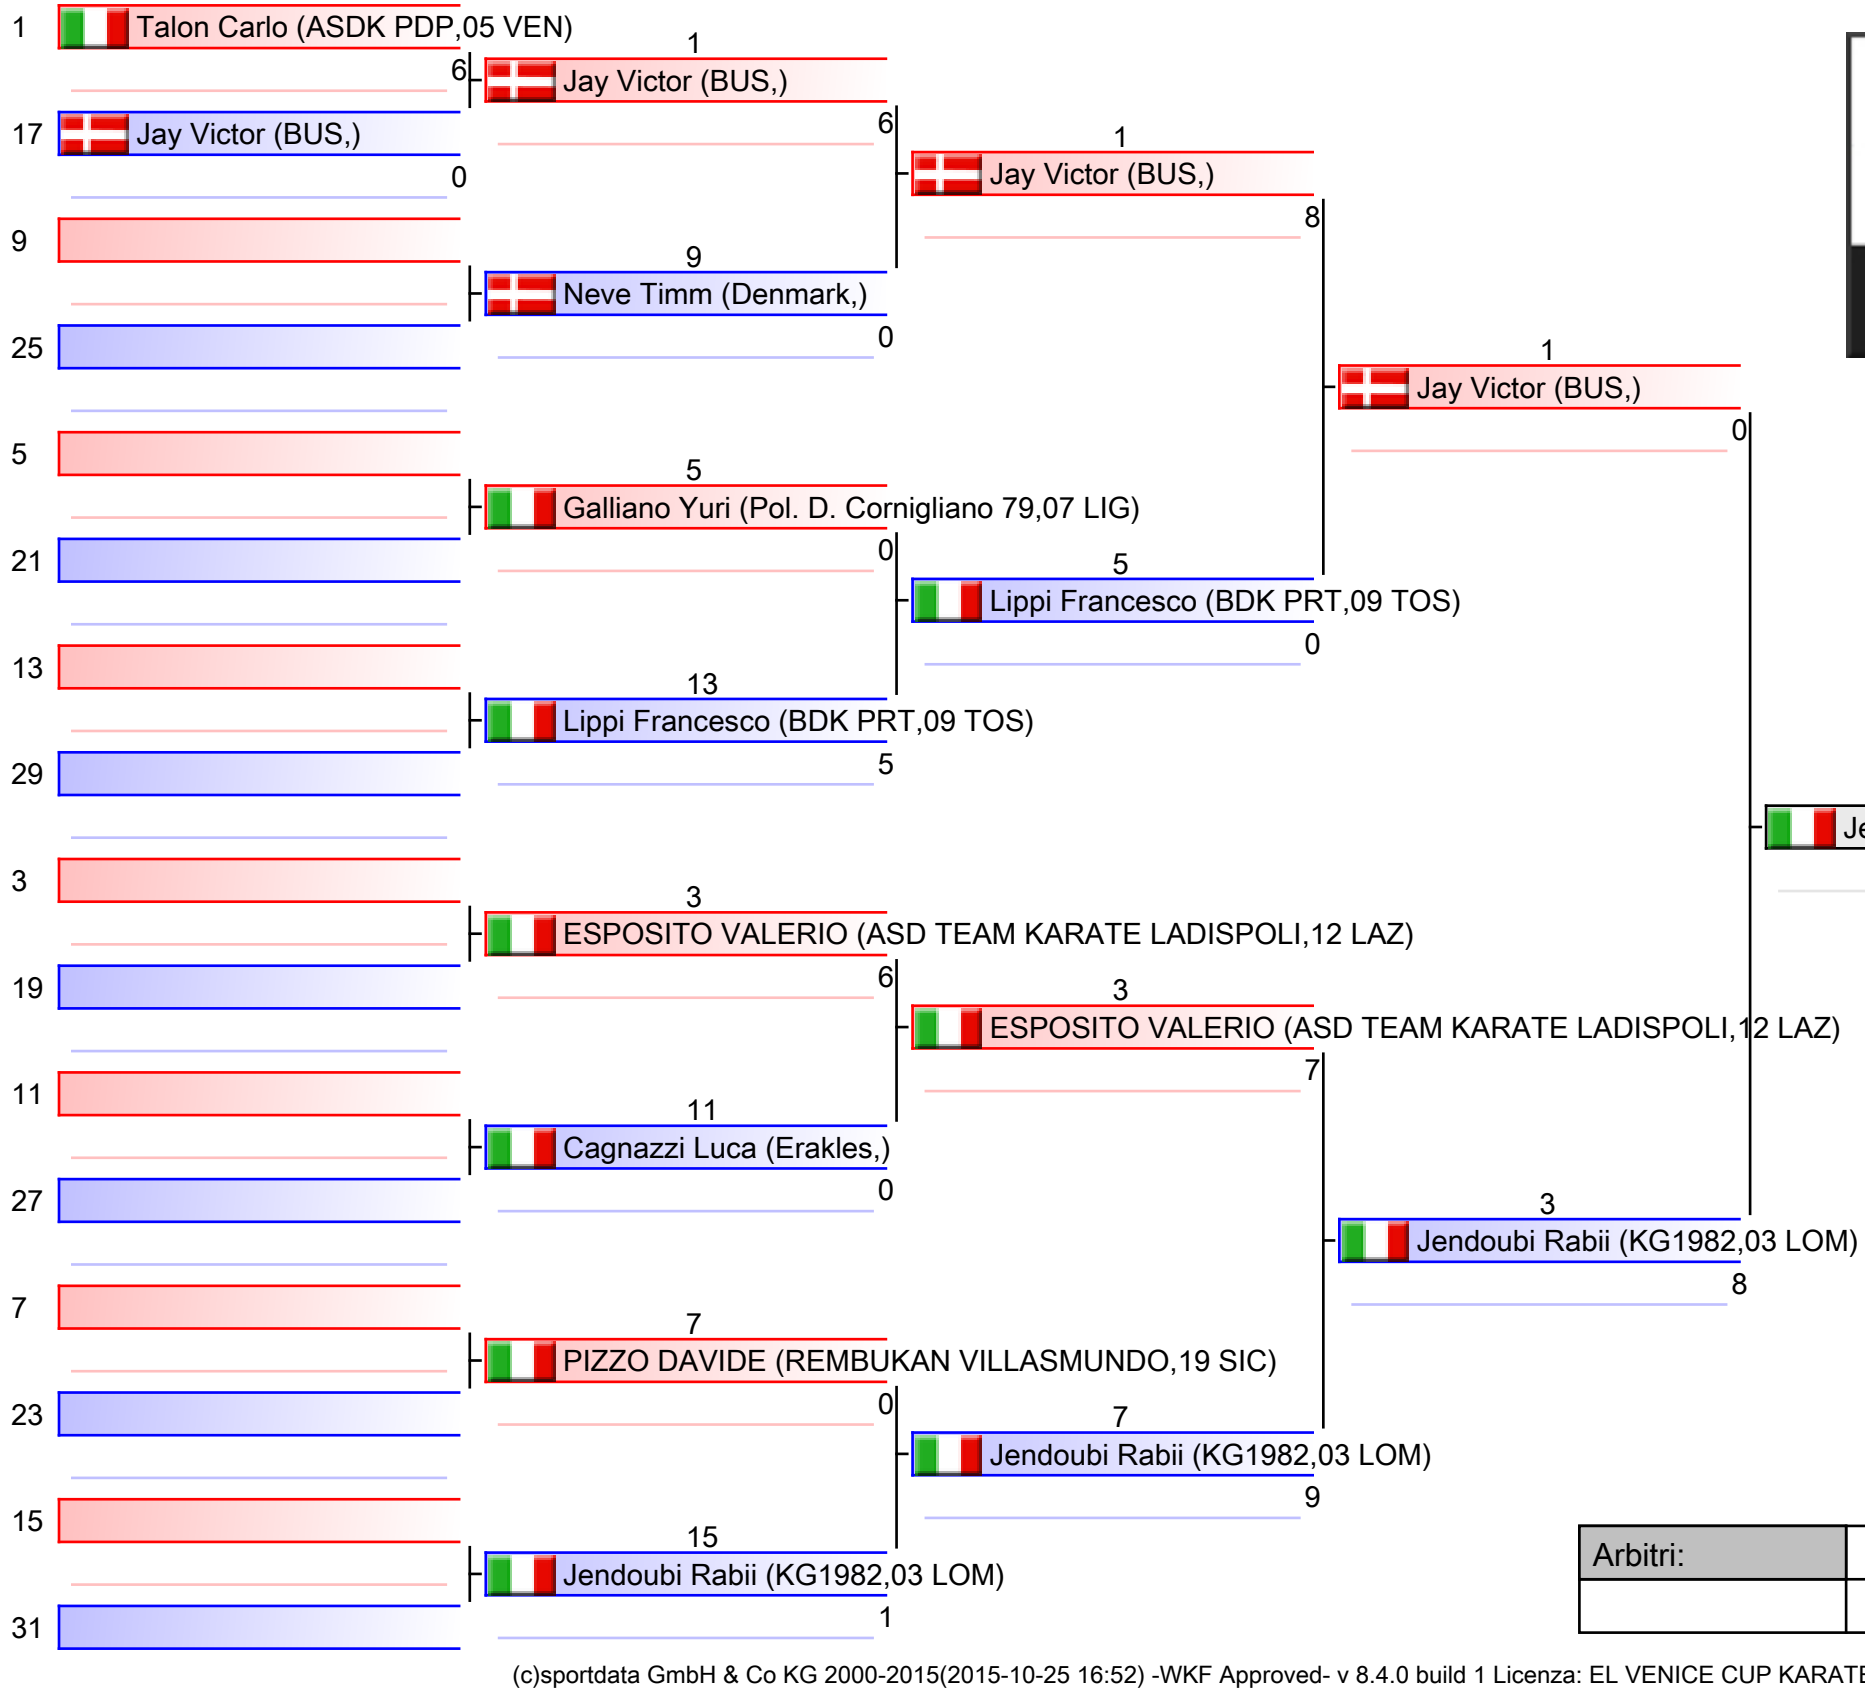 1 Talon Carlo (ASDK PDP,05 VEN)
6
17 Jay Victor (BUS,)
0
9
25
5
21
13
29
3
19
11
27
7
23
15
31
1
Jay Victor (BUS,)
6
9
Neve Timm (Denmark,)
0
5
Galliano Yuri (Pol. D. Cornigliano 79,07 LIG)
0
13
Lippi Francesco (BDK PRT,09 TOS)
5
3
ESPOSITO VALERIO (ASD TEAM KARATE LADISPOLI,12 LAZ)
6
11
Cagnazzi Luca (Erakles,)
0
7
PIZZO DAVIDE (REMBUKAN VILLASMUNDO,19 SIC)
0
15
Jendoubi Rabii (KG1982,03 LOM)
1
1
Jay Victor (BUS,)
8
5
Lippi Francesco (BDK PRT,09 TOS)
0
3
ESPOSITO VALERIO (ASD TEAM KARATE LADISPOLI,12 LAZ)
7
7
Jendoubi Rabii (KG1982,03 LOM)
9
1
Jay Victor (BUS,)
0
3
Jendoubi Rabii (KG1982,03 LOM)
8
Je
Arbitri:
(c)sportdata GmbH & Co KG 2000-2015(2015-10-25 16:52) -WKF Approved- v 8.4.0 build 1 Licenza: EL VENICE CUP KARATE